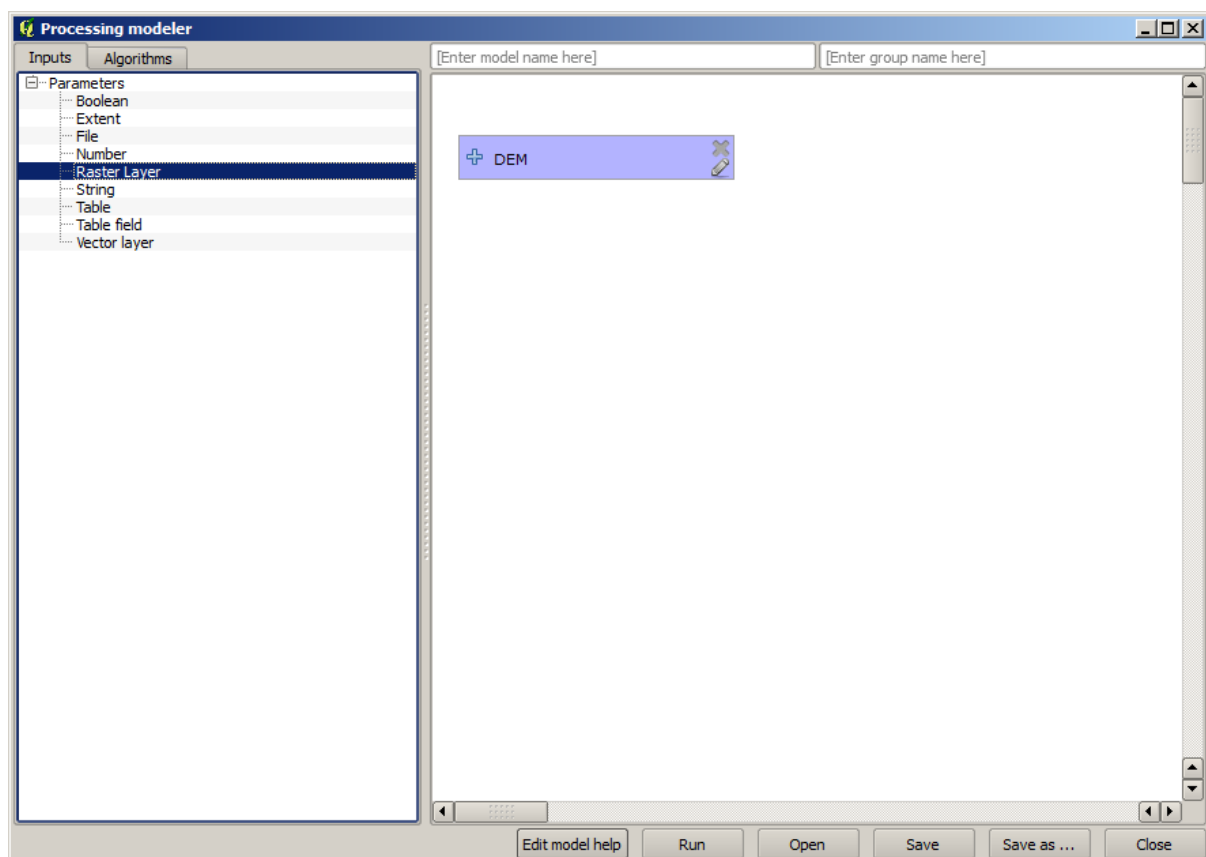 Processing modeler
Inputs
Algorithms
[Enter model name here]
[Enter group name here]
Parameters
Boolean
Extent
File
Number
Raster Layer
String
Table
Table field
Vector layer
DEM
Edit model help
Run
Open
Save
Save as ...
Close